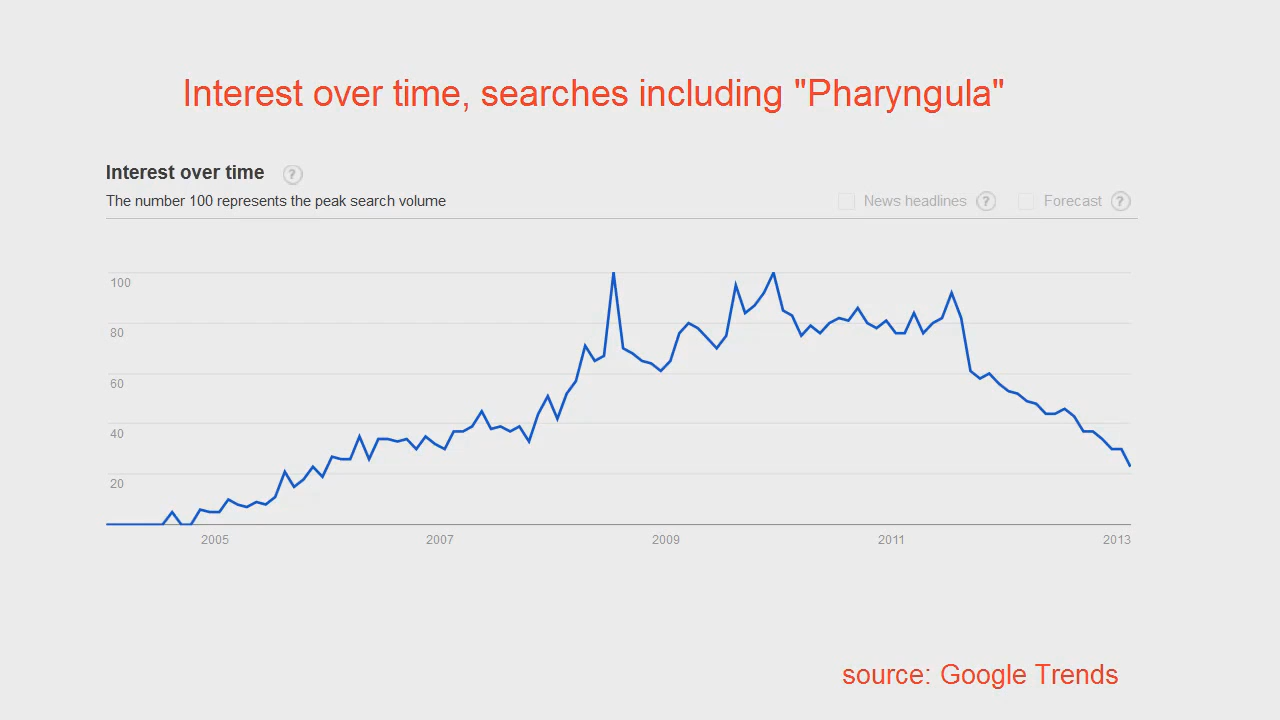 Interest over time, searches including "Pharyngula"
Interest over time ?
The number 100 represents the peak search volume
News headlines ? Forecast ?
100
80
60
40
20
2005 2007 2009 2011 2013
source: Google Trends